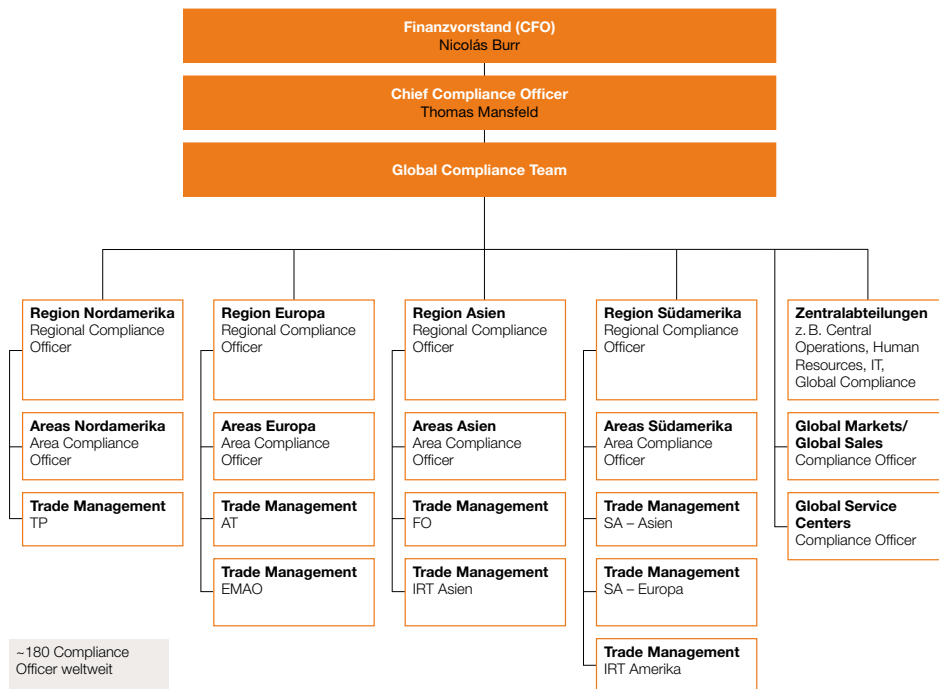 Finanzvorstand (CFO)
Nicolás Burr
Chief Compliance Officer
Thomas Mansfeld
Global Compliance Team
Region Nordamerika
Regional Compliance
Officer
Areas Nordamerika
Area Compliance
Officer
Trade Management
TP
Region Europa
Regional Compliance
Officer
Areas Europa
Area Compliance
Officer
Trade Management
AT
Trade Management
EMAO
Region Asien
Regional Compliance
Officer
Areas Asien
Area Compliance
Officer
Trade Management
FO
Trade Management
IRT Asien
Region Südamerika
Regional Compliance
Officer
Areas Südamerika
Area Compliance
Officer
Trade Management
SA – Asien
Trade Management
SA – Europa
Trade Management
IRT Amerika
Zentralabteilungen
z. B. Central
Operations, Human
Resources, IT,
Global Compliance
Global Markets/
Global Sales
Compliance Officer
Global Service
Centers
Compliance Officer
~180 Compliance
Officer weltweit